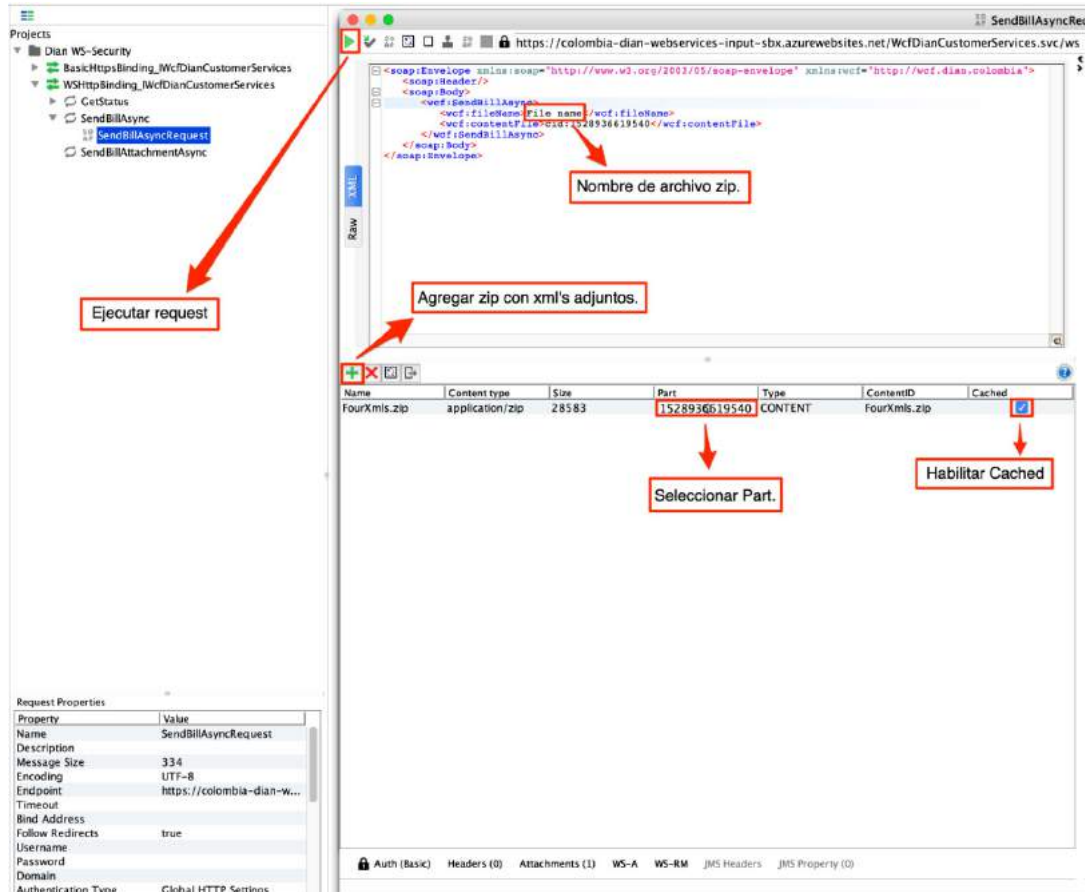 SendBillAsyncReq
Projects
Dian WS-Security
BasicHttpsBinding_IWcfDianCustomerServices
WSHttpBinding_IWcfDianCustomerServices
GetStatus
SendBillAsync
SendBillAsyncRequest
SendBillAttachmentAsync
https://colombia-dian-webservices-input-sbx.azurewebsites.net/WcfDianCustomerServices.svc/ws
<soap:Envelope xmlns:soap="http://www.w3.org/2003/05/soap-envelope" xmlns:wcf="http://wcf.dian.colombia">
<soap:Header/>
<soap:Body>
<wcf:SendBillAsync>
<wcf:fileName>File name</wcf:fileName>
<wcf:contentFile>cid:1528936619540</wcf:contentFile>
</wcf:SendBillAsync>
</soap:Body>
</soap:Envelope>
XML
Raw
Nombre de archivo zip.
Ejecutar request
Agregar zip con xml's adjuntos.
Name Content type Size Part Type ContentID Cached
FourXmls.zip application/zip 28583 1528936619540 CONTENT FourXmls.zip
Seleccionar Part.
Habilitar Cached
Request Properties
Property Value
Name SendBillAsyncRequest
Description
Message Size 334
Encoding UTF-8
Endpoint https://colombia-dian-w...
Timeout
Bind Address
Follow Redirects true
Username
Password
Domain
Authentication Type Global HTTP Settings
Auth (Basic) Headers (0) Attachments (1) WS-A WS-RM JMS Headers JMS Property (0)